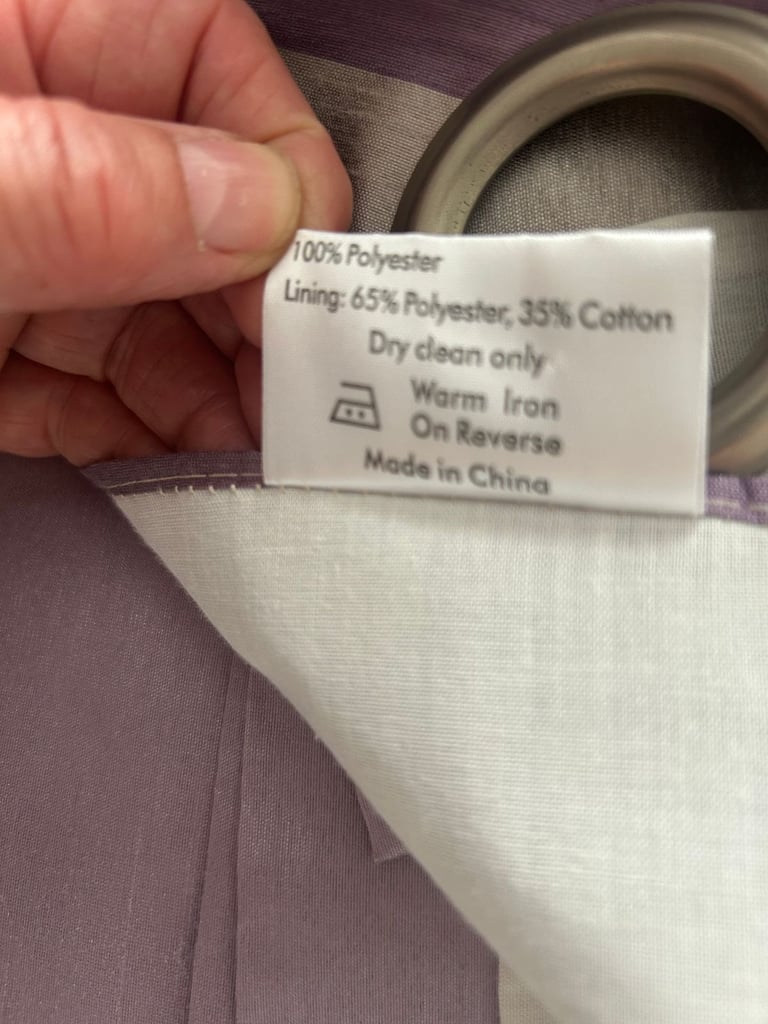 100% Polyester
Lining: 65% Polyester, 35% Cotton
Dry clean only
Warm Iron
On Reverse
Made in China